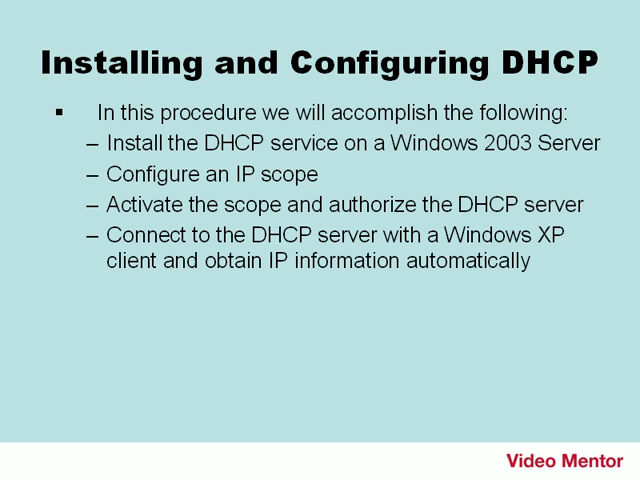 Installing and Configuring DHCP
▪ In this procedure we will accomplish the following:
– Install the DHCP service on a Windows 2003 Server
– Configure an IP scope
– Activate the scope and authorize the DHCP server
– Connect to the DHCP server with a Windows XP
client and obtain IP information automatically
Video Mentor